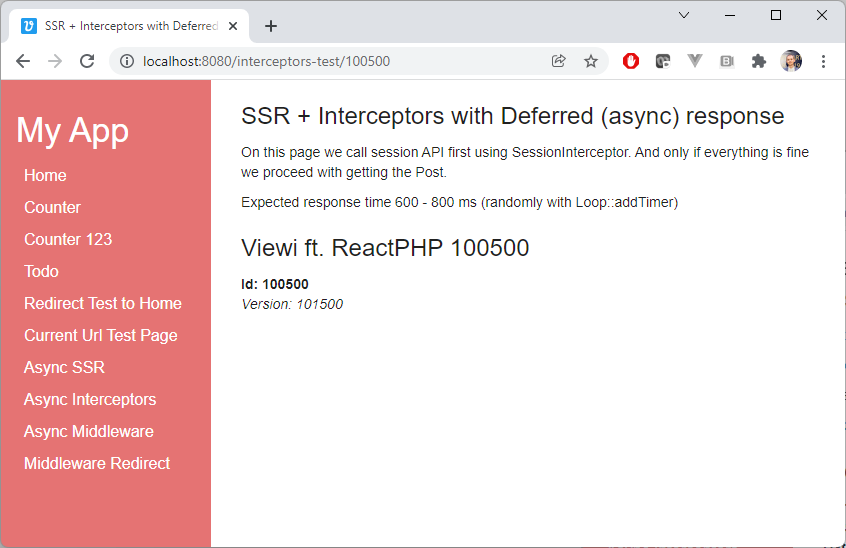 SSR + Interceptors with Deferred
localhost:8080/interceptors-test/100500
My App
Home
Counter
Counter 123
Todo
Redirect Test to Home
Current Url Test Page
Async SSR
Async Interceptors
Async Middleware
Middleware Redirect
SSR + Interceptors with Deferred (async) response
On this page we call session API first using SessionInterceptor. And only if everything is fine
we proceed with getting the Post.
Expected response time 600 - 800 ms (randomly with Loop::addTimer)
Viewi ft. ReactPHP 100500
Id: 100500
Version: 101500